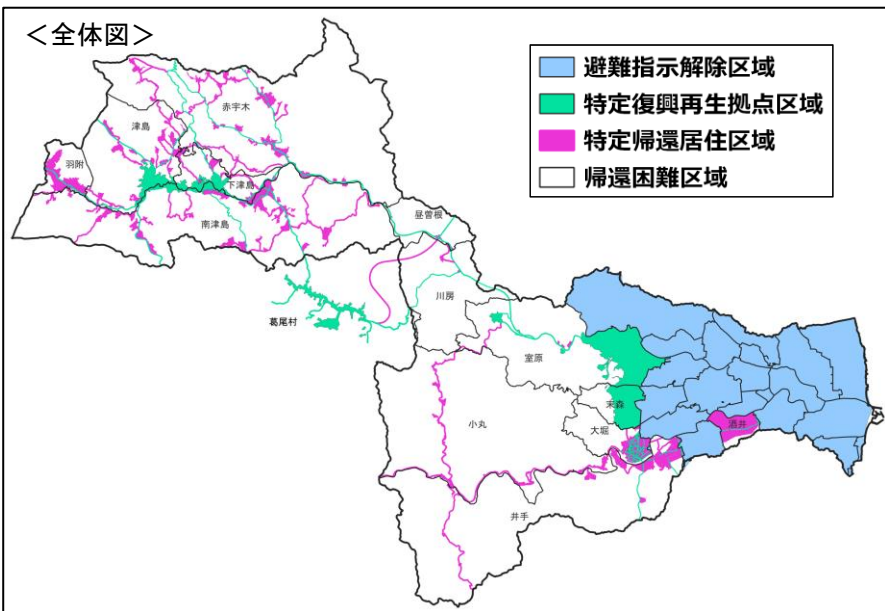 ＜全体図＞
避難指示解除区域
特定復興再生拠点区域
特定帰還居住区域
帰還困難区域
赤宇木
津島
羽附
下津島
南津島
昼曽根
川房
葛尾村
室原
末森
小丸
大堀
酒井
井手